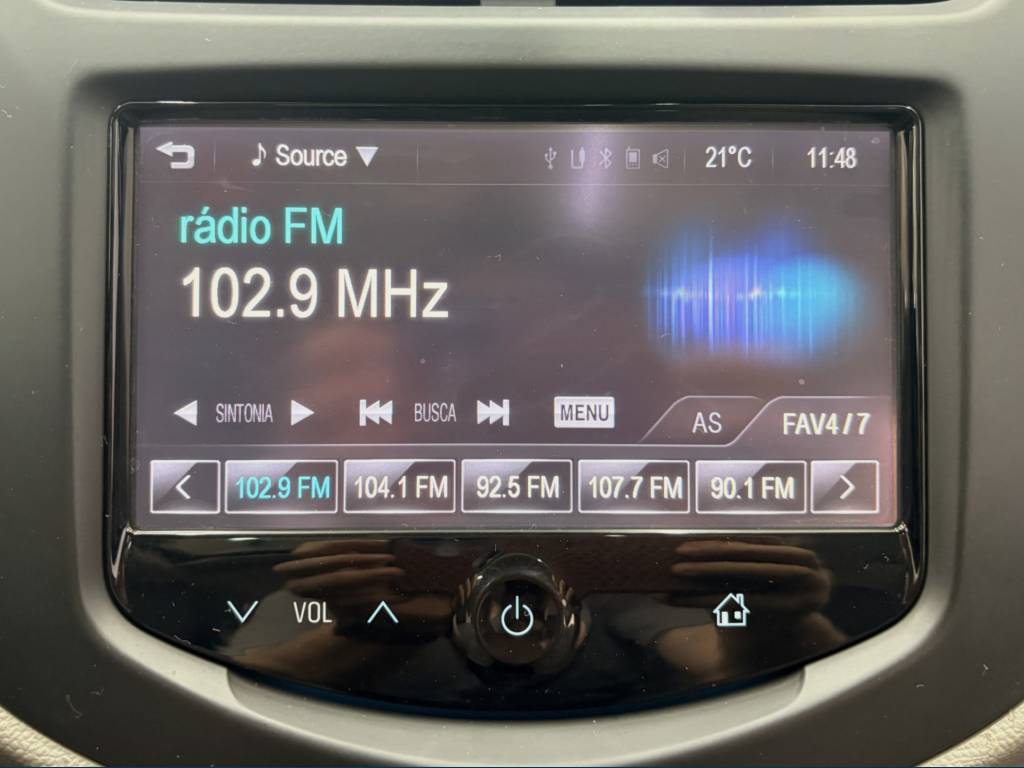 Source 21°C 11:48
rádio FM
102.9 MHz
SINTONIA BUSCA MENU AS FAV4/7
102.9 FM 104.1 FM 92.5 FM 107.7 FM 90.1 FM
VOL